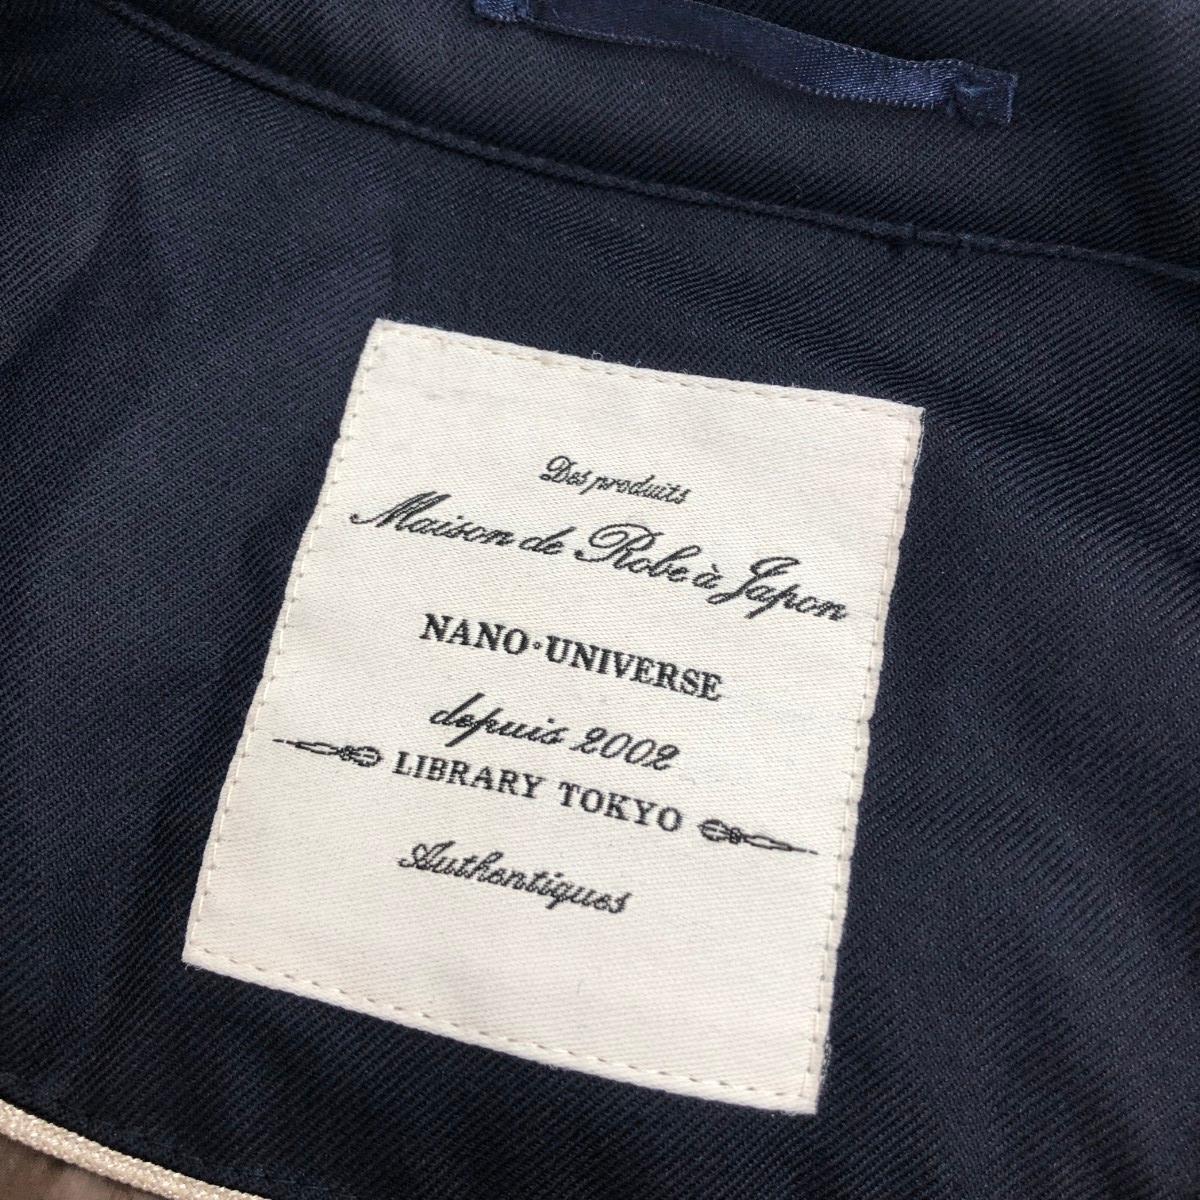 Des produits
Maison de Robe à Japon
NANO·UNIVERSE
depuis 2002
LIBRARY TOKYO
Authentiques